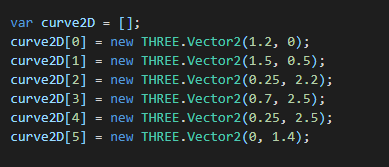 var curve2D = [];
curve2D[0] = new THREE.Vector2(1.2, 0);
curve2D[1] = new THREE.Vector2(1.5, 0.5);
curve2D[2] = new THREE.Vector2(0.25, 2.2);
curve2D[3] = new THREE.Vector2(0.7, 2.5);
curve2D[4] = new THREE.Vector2(0.25, 2.5);
curve2D[5] = new THREE.Vector2(0, 1.4);